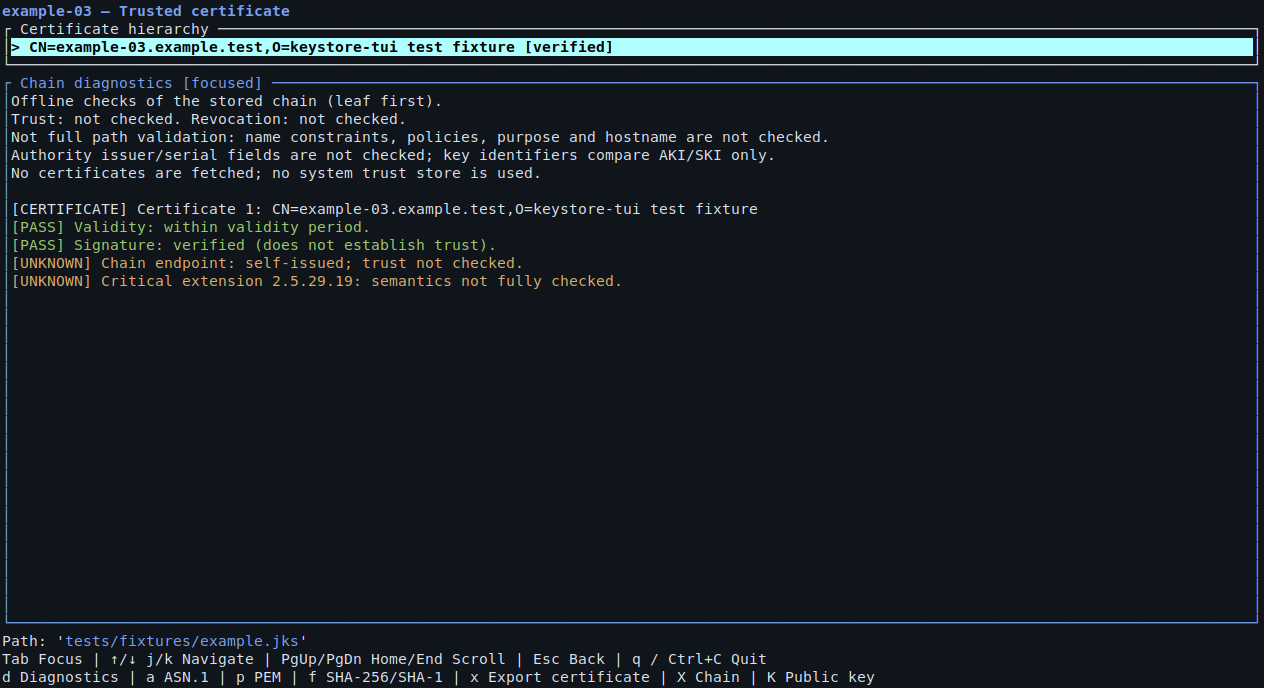 example-03 — Trusted certificate
Certificate hierarchy
> CN=example-03.example.test,O=keystore-tui test fixture [verified]
Chain diagnostics [focused]
Offline checks of the stored chain (leaf first).
Trust: not checked. Revocation: not checked.
Not full path validation: name constraints, policies, purpose and hostname are not checked.
Authority issuer/serial fields are not checked; key identifiers compare AKI/SKI only.
No certificates are fetched; no system trust store is used.
[CERTIFICATE] Certificate 1: CN=example-03.example.test,O=keystore-tui test fixture
[PASS] Validity: within validity period.
[PASS] Signature: verified (does not establish trust).
[UNKNOWN] Chain endpoint: self-issued; trust not checked.
[UNKNOWN] Critical extension 2.5.29.19: semantics not fully checked.
Path: 'tests/fixtures/example.jks'
Tab Focus | ↑/↓ j/k Navigate | PgUp/PgDn Home/End Scroll | Esc Back | q / Ctrl+C Quit
d Diagnostics | a ASN.1 | p PEM | f SHA-256/SHA-1 | x Export certificate | X Chain | K Public key